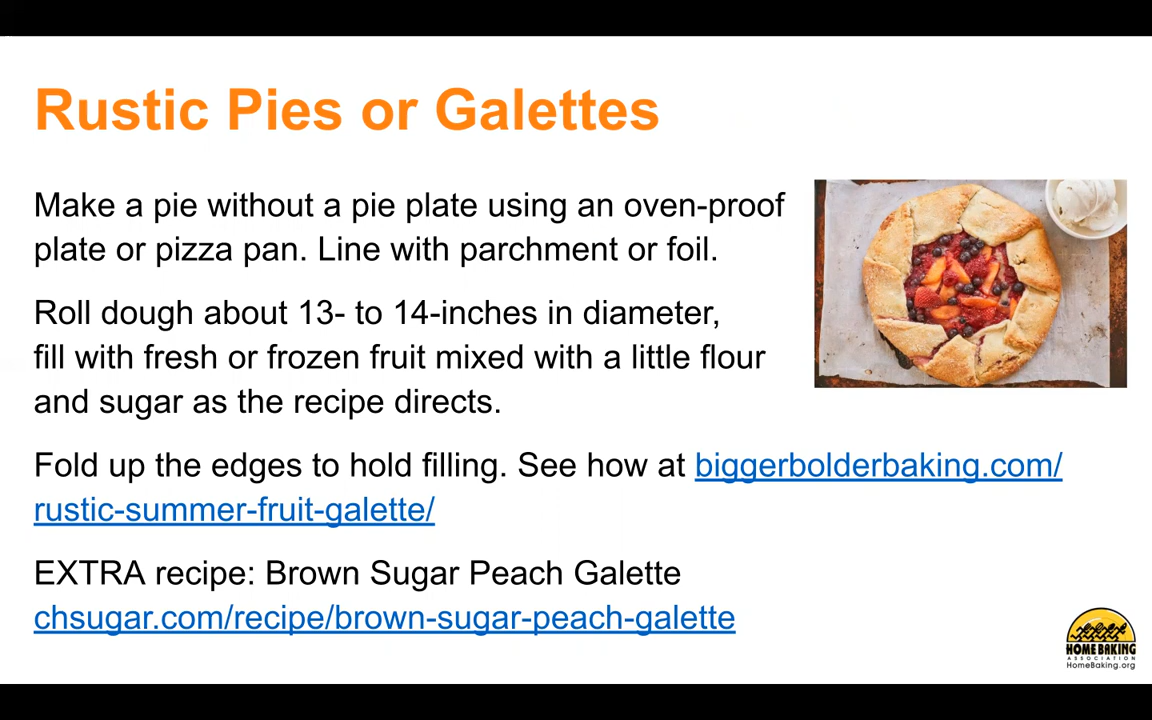 Rustic Pies or Galettes
Make a pie without a pie plate using an oven-proof
plate or pizza pan. Line with parchment or foil.
Roll dough about 13- to 14-inches in diameter,
fill with fresh or frozen fruit mixed with a little flour
and sugar as the recipe directs.
Fold up the edges to hold filling. See how at biggerbolderbaking.com/
rustic-summer-fruit-galette/
EXTRA recipe: Brown Sugar Peach Galette
chsugar.com/recipe/brown-sugar-peach-galette
HOME BAKING
ASSOCIATION
HomeBaking.org